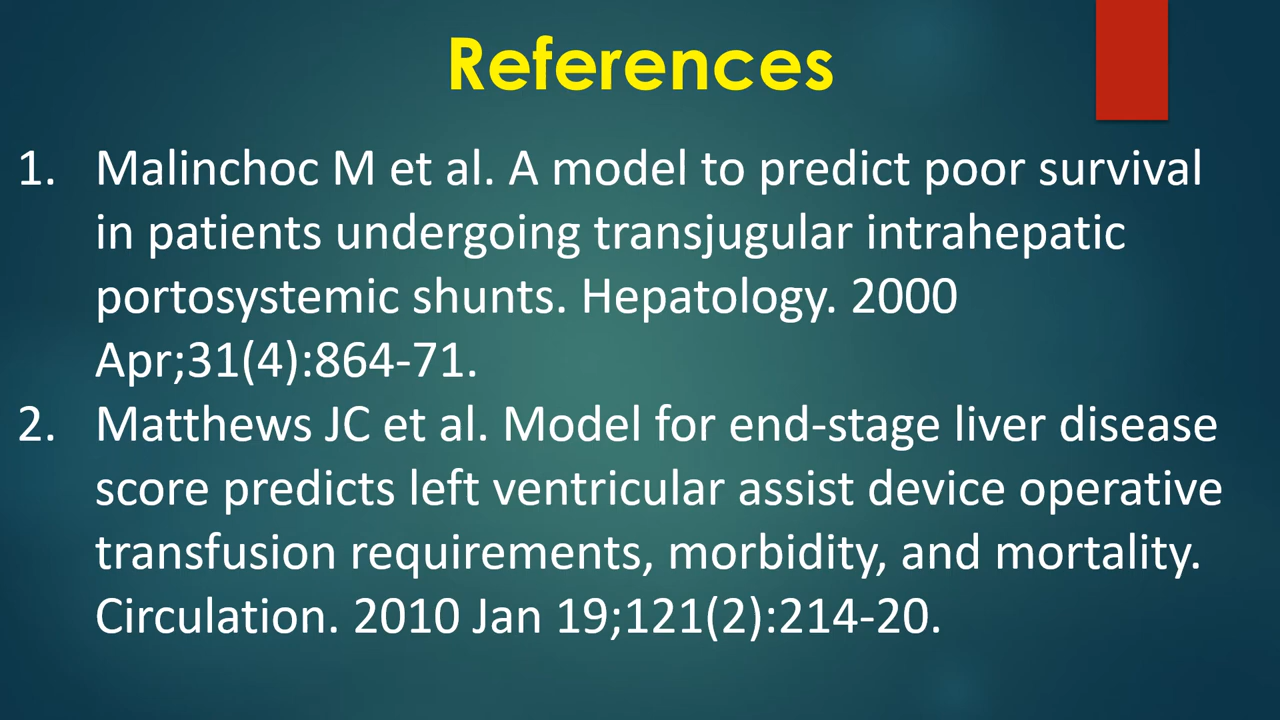 References
1. Malinchoc M et al. A model to predict poor survival
in patients undergoing transjugular intrahepatic
portosystemic shunts. Hepatology. 2000
Apr;31(4):864-71.
2. Matthews JC et al. Model for end-stage liver disease
score predicts left ventricular assist device operative
transfusion requirements, morbidity, and mortality.
Circulation. 2010 Jan 19;121(2):214-20.